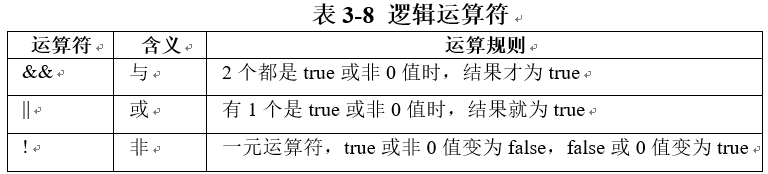 表 3-8 逻辑运算符
运算符 含义 运算规则
&& 与 2 个都是 true 或非 0 值时，结果才为 true
|| 或 有 1 个是 true 或非 0 值时，结果就为 true
! 非 一元运算符，true 或非 0 值变为 false，false 或 0 值变为 true